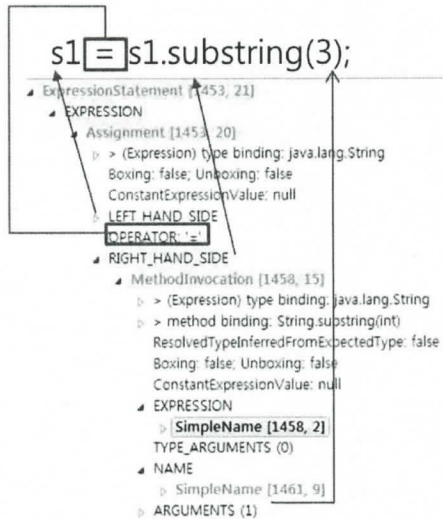 s1 = s1.substring(3);
ExpressionStatement [1453, 21]
EXPRESSION
Assignment [1453, 20]
> (Expression) type binding: java.lang.String
Boxing: false; Unboxing: false
ConstantExpressionValue: null
LEFT_HAND_SIDE
OPERATOR: '='
RIGHT_HAND_SIDE
MethodInvocation [1458, 15]
> (Expression) type binding: java.lang.String
> method binding: String.substring(int)
ResolvedTypeInferredFromExpectedType: false
Boxing: false; Unboxing: false
ConstantExpressionValue: null
EXPRESSION
SimpleName [1458, 2]
TYPE_ARGUMENTS (0)
NAME
SimpleName [1461, 9]
ARGUMENTS (1)